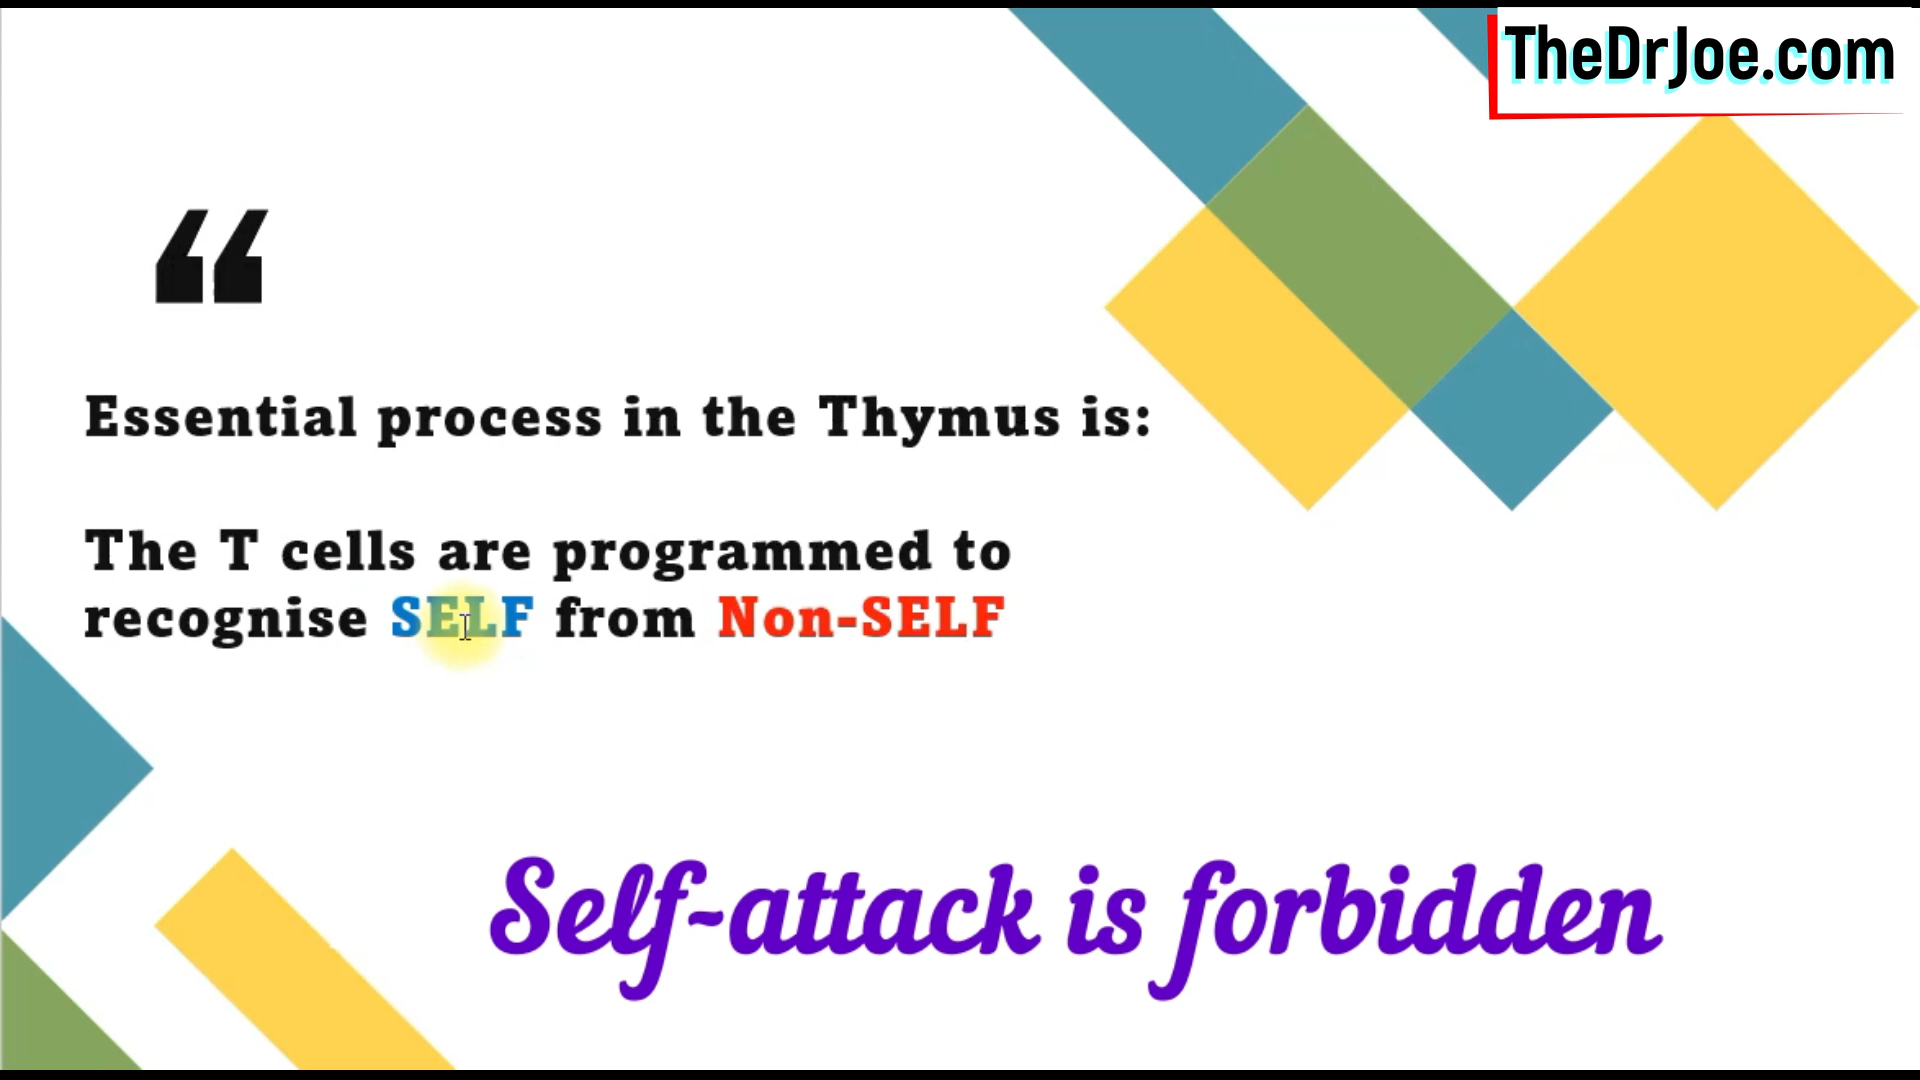 TheDrJoe.com
“
Essential process in the Thymus is:
The T cells are programmed to
recognise SELF from Non-SELF
Self-attack is forbidden